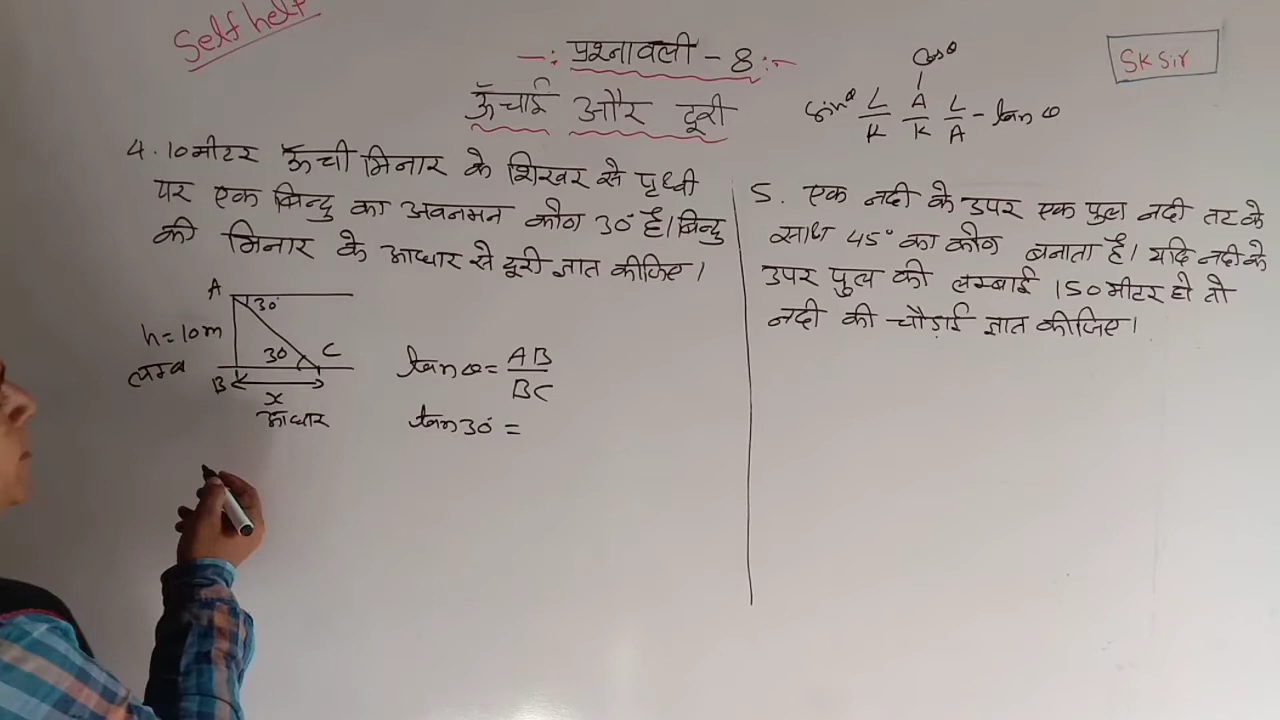 Self help
-: प्रश्नावली - 8 :-
ऊँचाई और दूरी
SK Sir
cosθ
sinθ L/K A/K L/A - tanθ
4. 10 मीटर ऊँची मिनार के शिखर से पृथ्वी
पर एक बिन्दु का अवनमन कोण 30° है। बिन्दु
की मिनार के आधार से दूरी ज्ञात कीजिए।
A 30°
h = 10m
लम्ब
30 C
B
x
आधार
tanθ = AB/BC
tan30° =
5. एक नदी के उपर एक पुल नदी तट के
साथ 45° का कोण बनाता है। यदि नदी के
उपर पुल की लम्बाई 150 मीटर हो तो
नदी की चौड़ाई ज्ञात कीजिए।